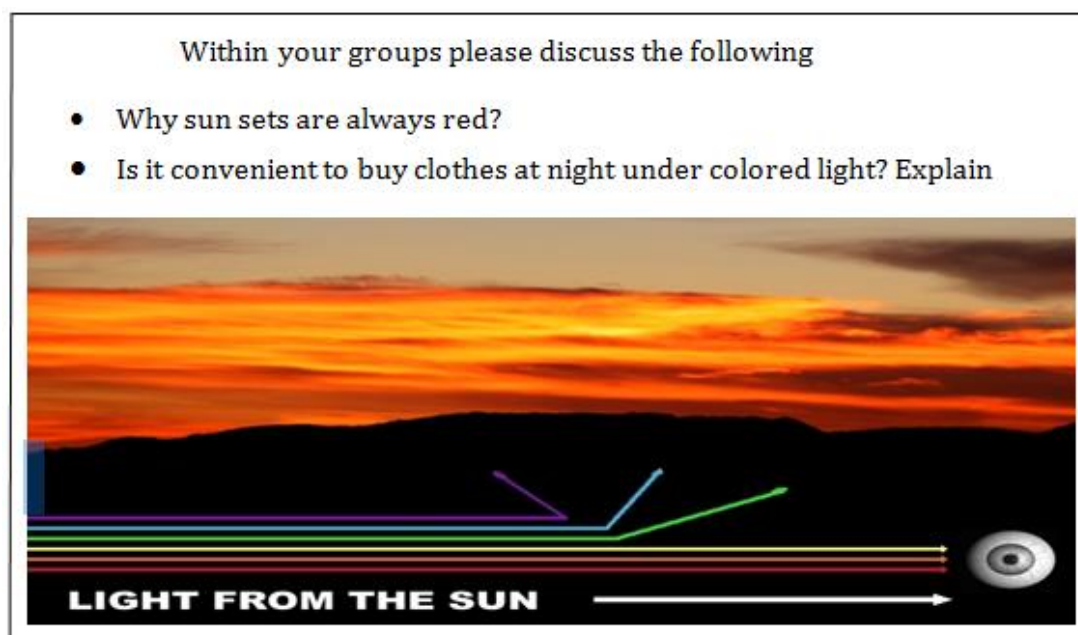 Within your groups please discuss the following
• Why sun sets are always red?
• Is it convenient to buy clothes at night under colored light? Explain
LIGHT FROM THE SUN